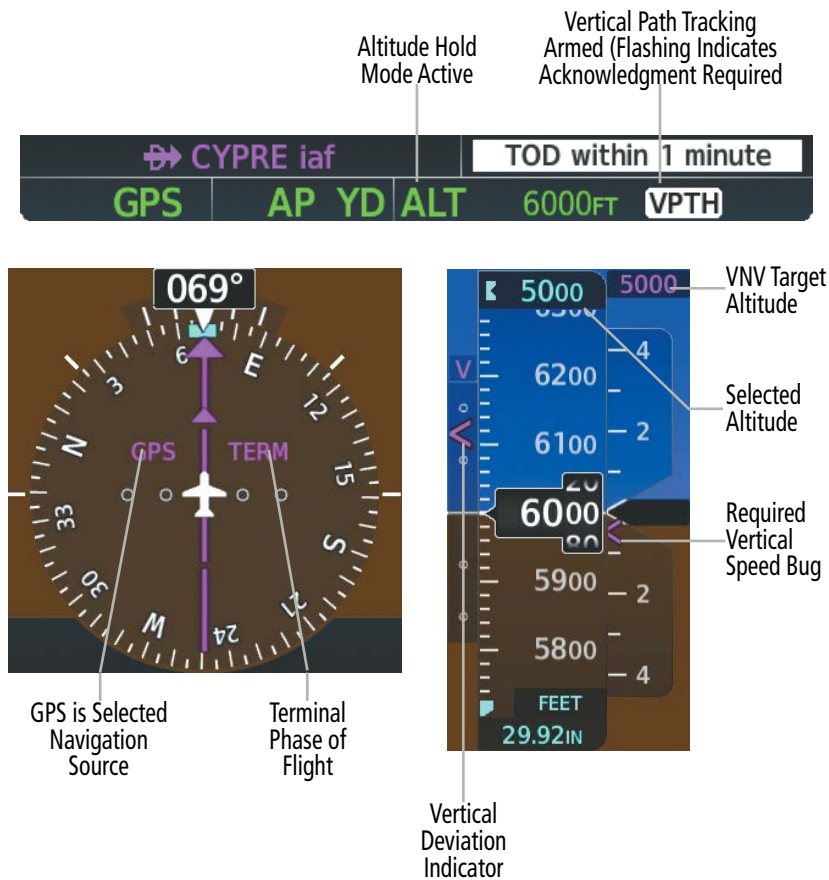 Altitude Hold
Mode Active
Vertical Path Tracking
Armed (Flashing Indicates
Acknowledgment Required
CYPRE iaf
TOD within 1 minute
GPS AP YD ALT 6000FT VPTH
069°
GPS TERM
3 6 E 12 15 S 21 24 W 30 33 N
5000 5000
6200
6100
20
6000
80
5900
5800
4
2
2
4
V
FEET
29.92IN
VNV Target
Altitude
Selected
Altitude
Required
Vertical
Speed Bug
GPS is Selected
Navigation
Source
Terminal
Phase of
Flight
Vertical
Deviation
Indicator